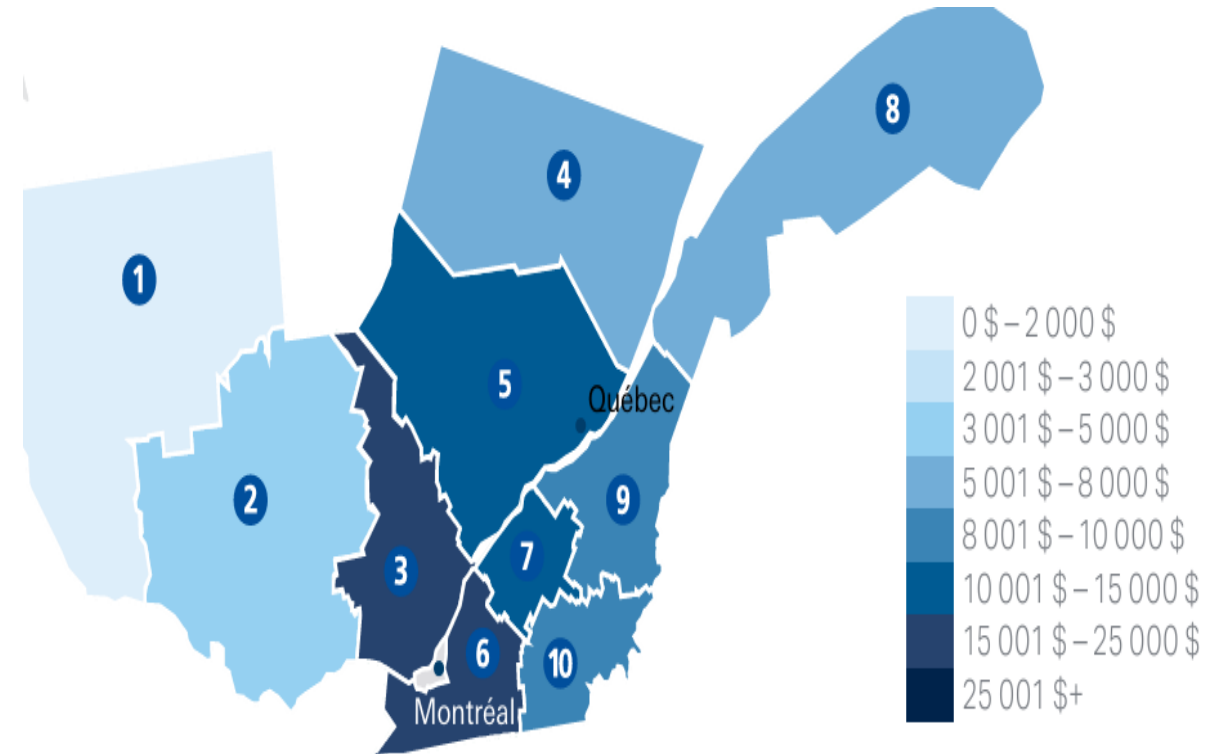 8
4
1
0 $ – 2 000 $
5
2 001 $ – 3 000 $
Québec
3 001 $ – 5 000 $
2
9
5 001 $ – 8 000 $
8 001 $ – 10 000 $
7
3
10 001 $ – 15 000 $
6
10
15 001 $ – 25 000 $
25 001 $+
Montréal